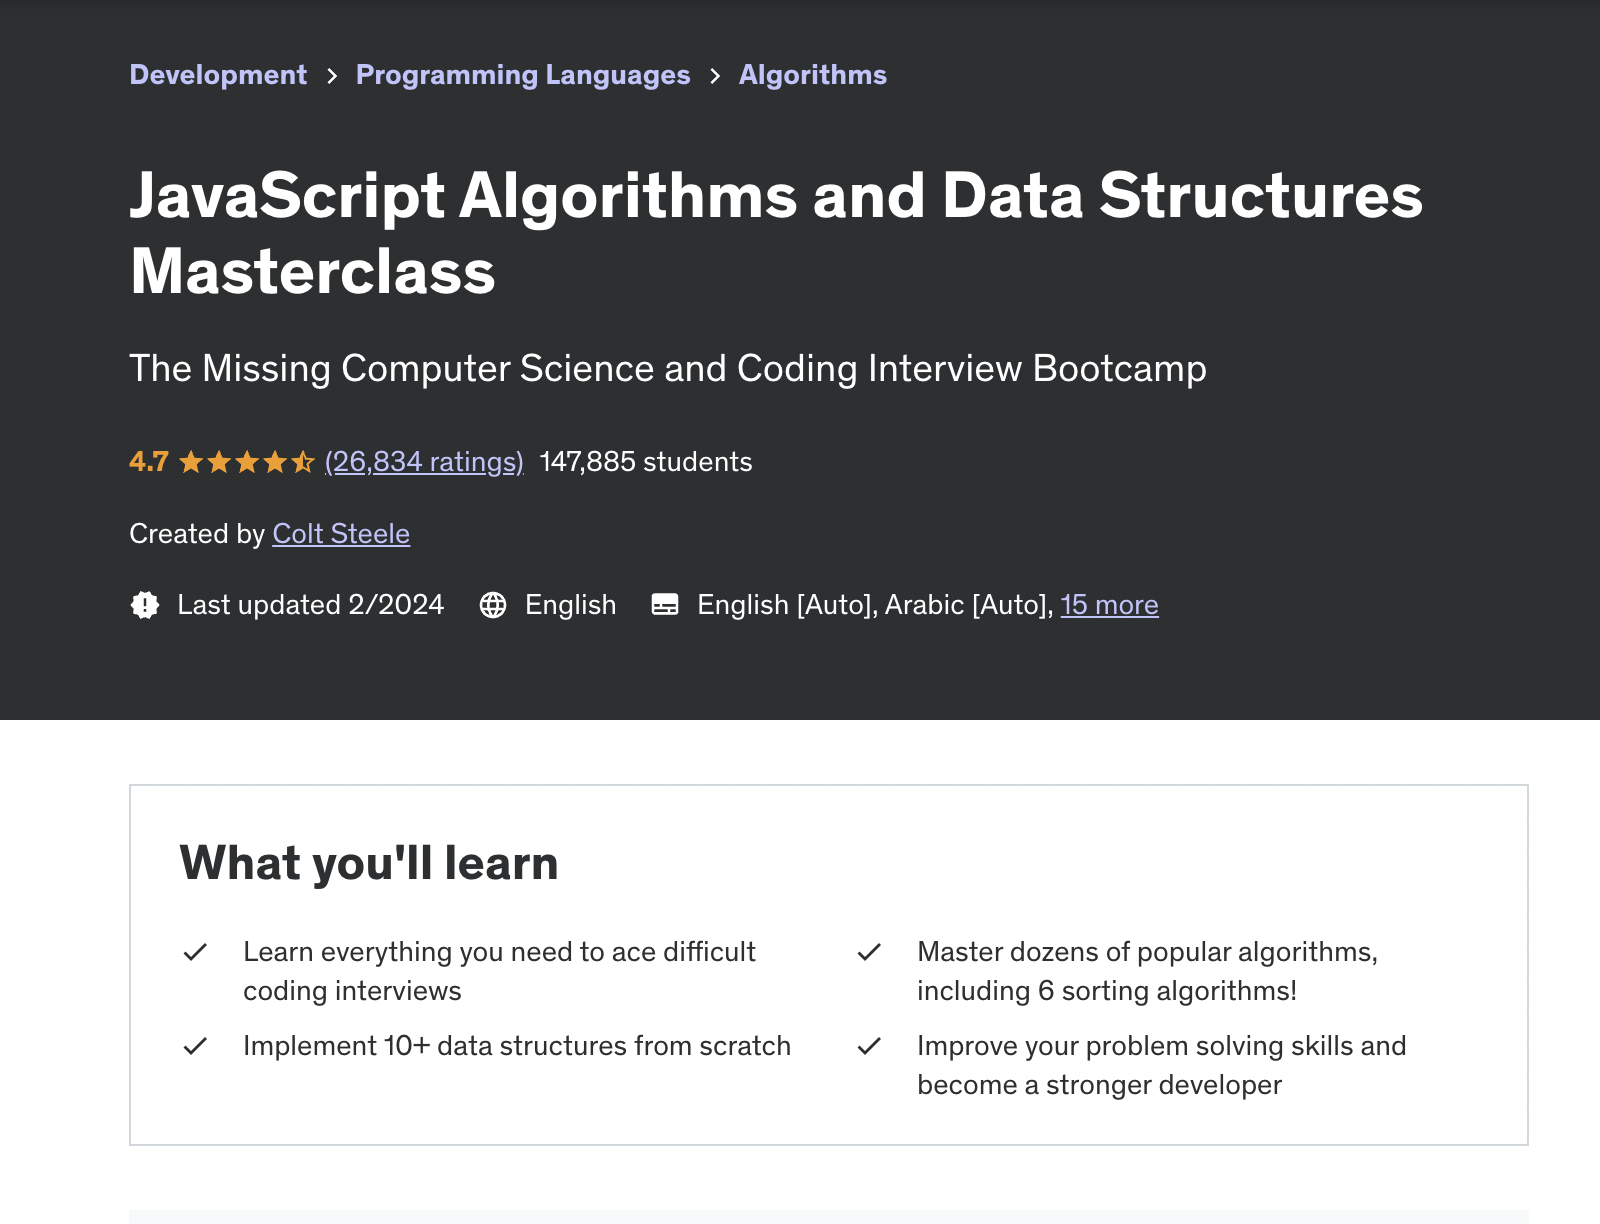 Development > Programming Languages > Algorithms
JavaScript Algorithms and Data Structures
Masterclass
The Missing Computer Science and Coding Interview Bootcamp
4.7 (26,834 ratings) 147,885 students
Created by Colt Steele
Last updated 2/2024 English English [Auto], Arabic [Auto], 15 more
What you'll learn
Learn everything you need to ace difficult
coding interviews
Master dozens of popular algorithms,
including 6 sorting algorithms!
Implement 10+ data structures from scratch
Improve your problem solving skills and
become a stronger developer